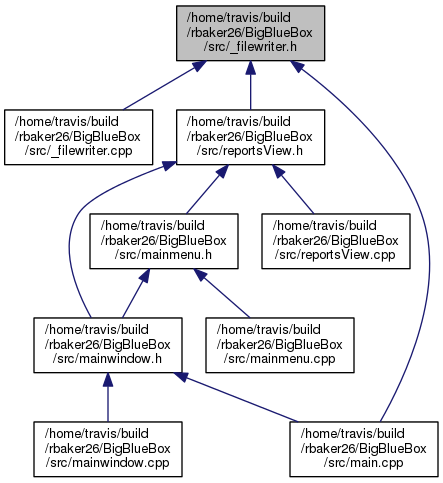 /home/travis/build
/rbaker26/BigBlueBox
/src/_filewriter.h
/home/travis/build
/rbaker26/BigBlueBox
/src/_filewriter.cpp
/home/travis/build
/rbaker26/BigBlueBox
/src/reportsView.h
/home/travis/build
/rbaker26/BigBlueBox
/src/mainmenu.h
/home/travis/build
/rbaker26/BigBlueBox
/src/reportsView.cpp
/home/travis/build
/rbaker26/BigBlueBox
/src/mainwindow.h
/home/travis/build
/rbaker26/BigBlueBox
/src/mainmenu.cpp
/home/travis/build
/rbaker26/BigBlueBox
/src/mainwindow.cpp
/home/travis/build
/rbaker26/BigBlueBox
/src/main.cpp